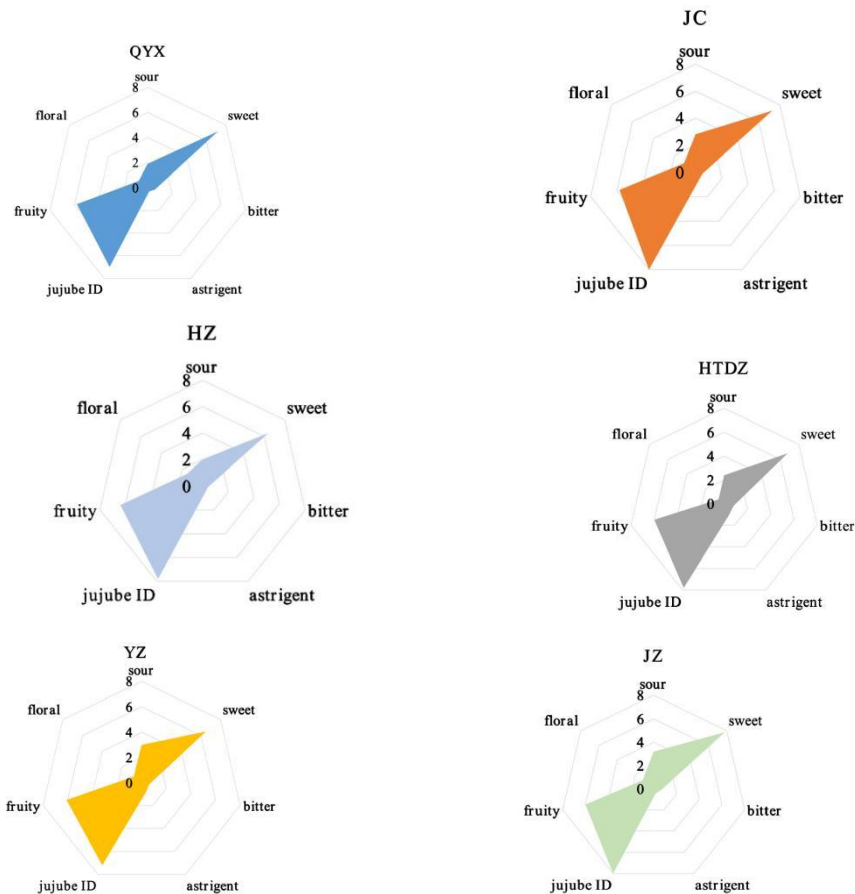 QYX
sour
8
floral
sweet
6
4
2
0
fruity
bitter
jujube ID
astrigent
JC
sour
8
floral
sweet
6
4
2
0
fruity
bitter
jujube ID
astrigent
HZ
sour
8
floral
sweet
6
4
2
0
fruity
bitter
jujube ID
astrigent
HTDZ
sour
8
floral
sweet
6
4
2
0
fruity
bitter
jujube ID
astrigent
YZ
sour
8
floral
sweet
6
4
2
0
fruity
bitter
jujube ID
astrigent
JZ
sour
8
floral
sweet
6
4
2
0
fruity
bitter
jujube ID
astrigent